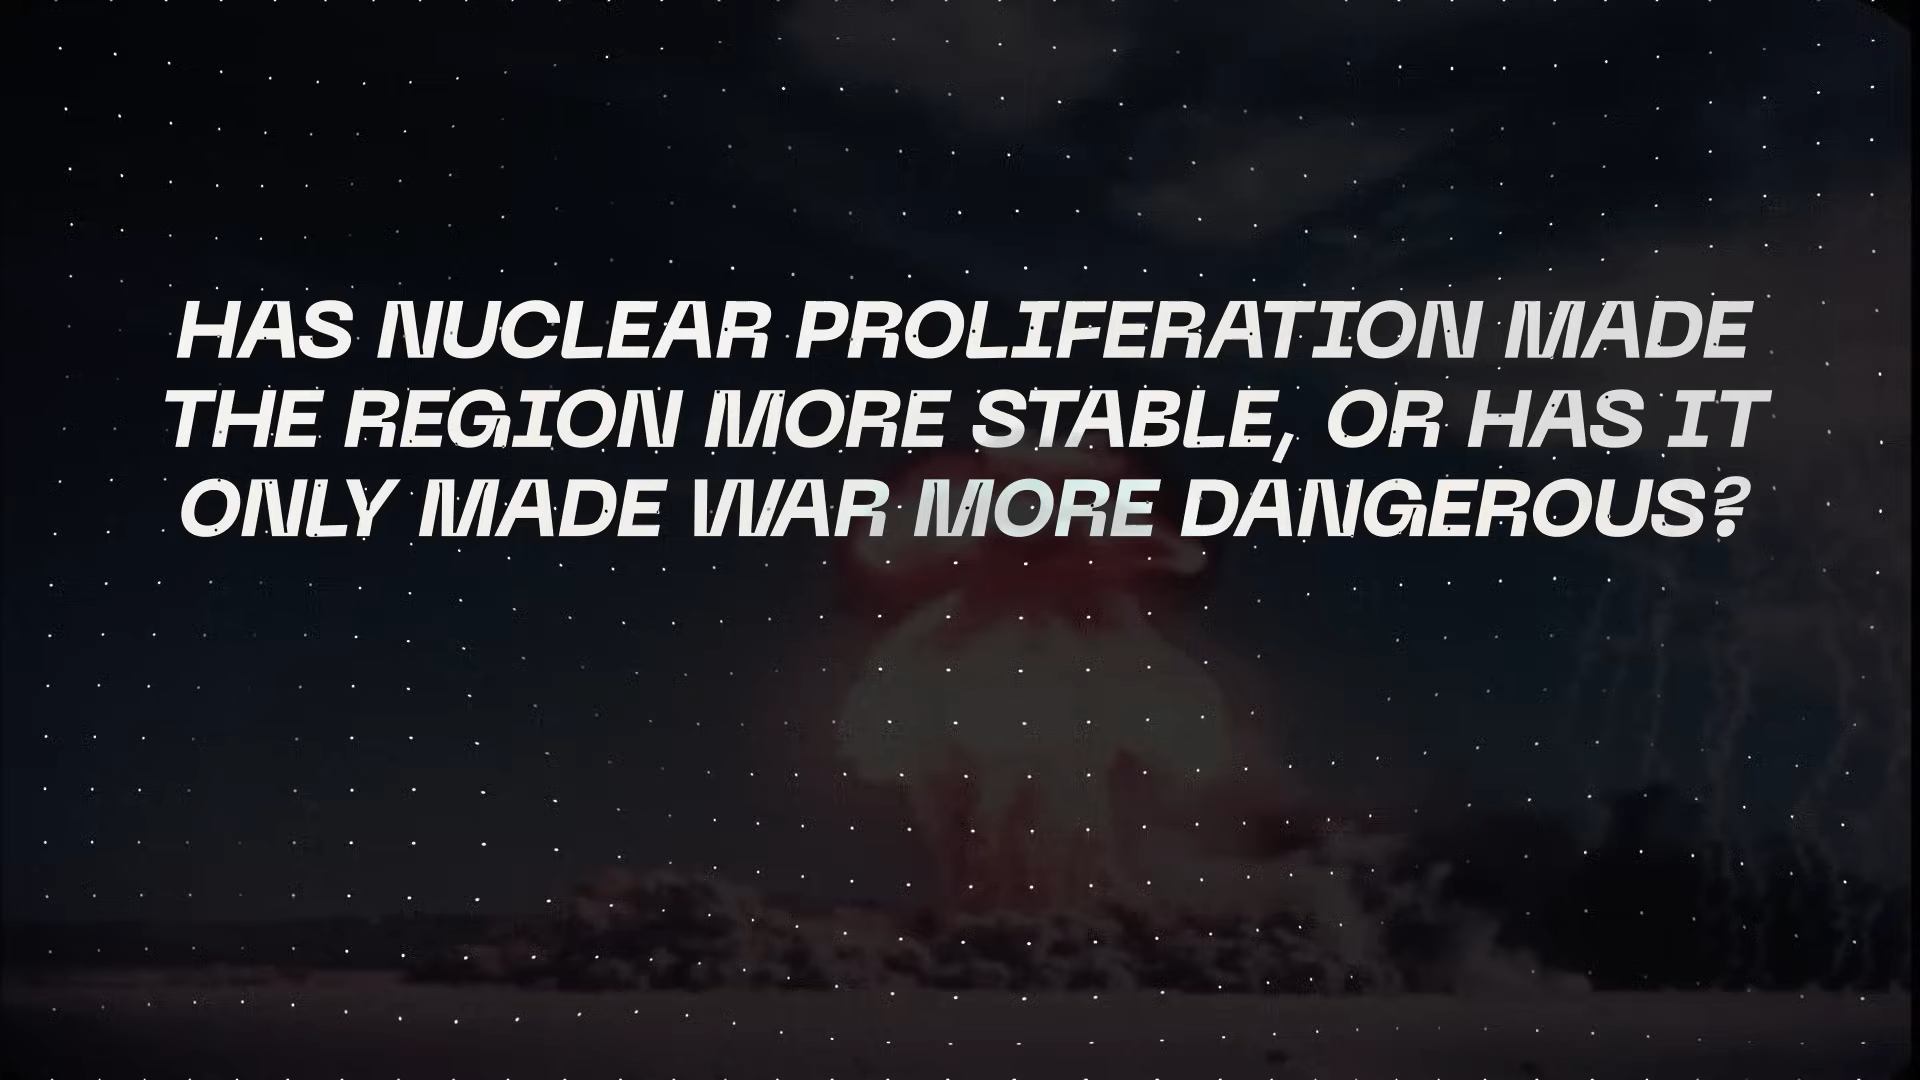 HAS NUCLEAR PROLIFERATION MADE
THE REGION MORE STABLE, OR HAS IT
ONLY MADE WAR MORE DANGEROUS?